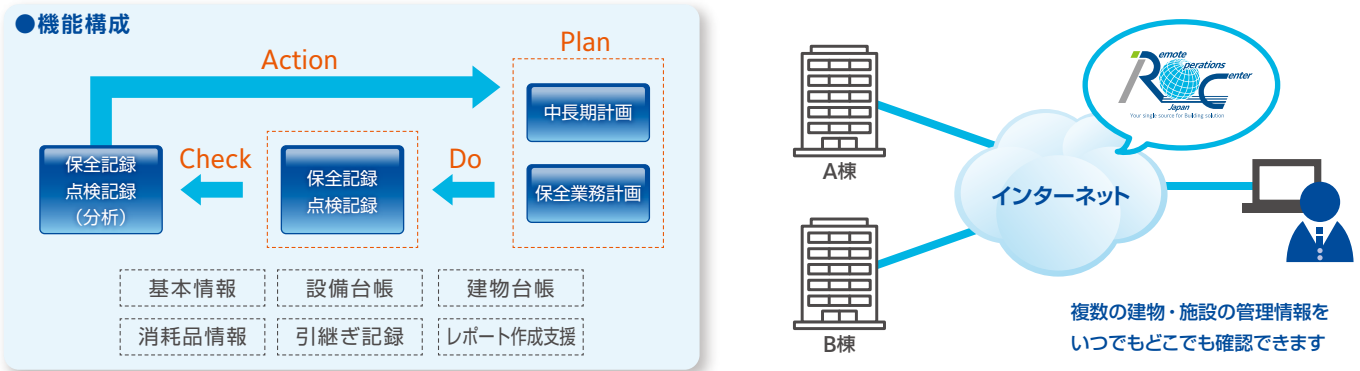 ●機能構成
Action
Plan
中長期計画
保全業務計画
Do
保全記録
点検記録
Check
保全記録
点検記録
（分析）
基本情報
設備台帳
建物台帳
消耗品情報
引継ぎ記録
レポート作成支援
A棟
B棟
インターネット
Remote
Operations
Center
Japan
Your single source for Building solution
複数の建物・施設の管理情報を
いつでもどこでも確認できます